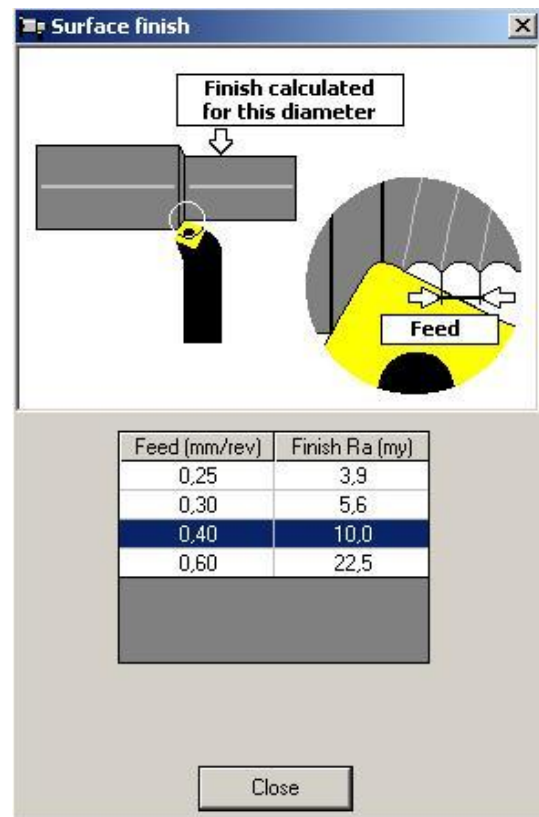 Surface finish
Finish calculated
for this diameter
Feed
Feed (mm/rev) Finish Ra (my)
0,25 3,9
0,30 5,6
0,40 10,0
0,60 22,5
Close